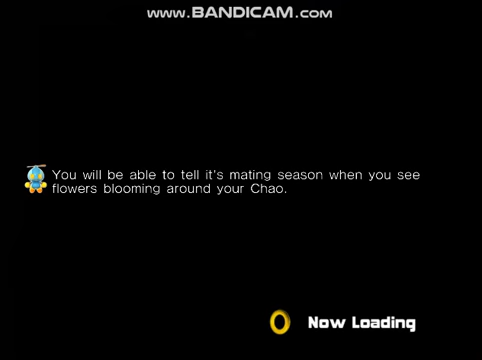 www.BANDICAM.com
You will be able to tell it's mating season when you see
flowers blooming around your Chao.
Now Loading